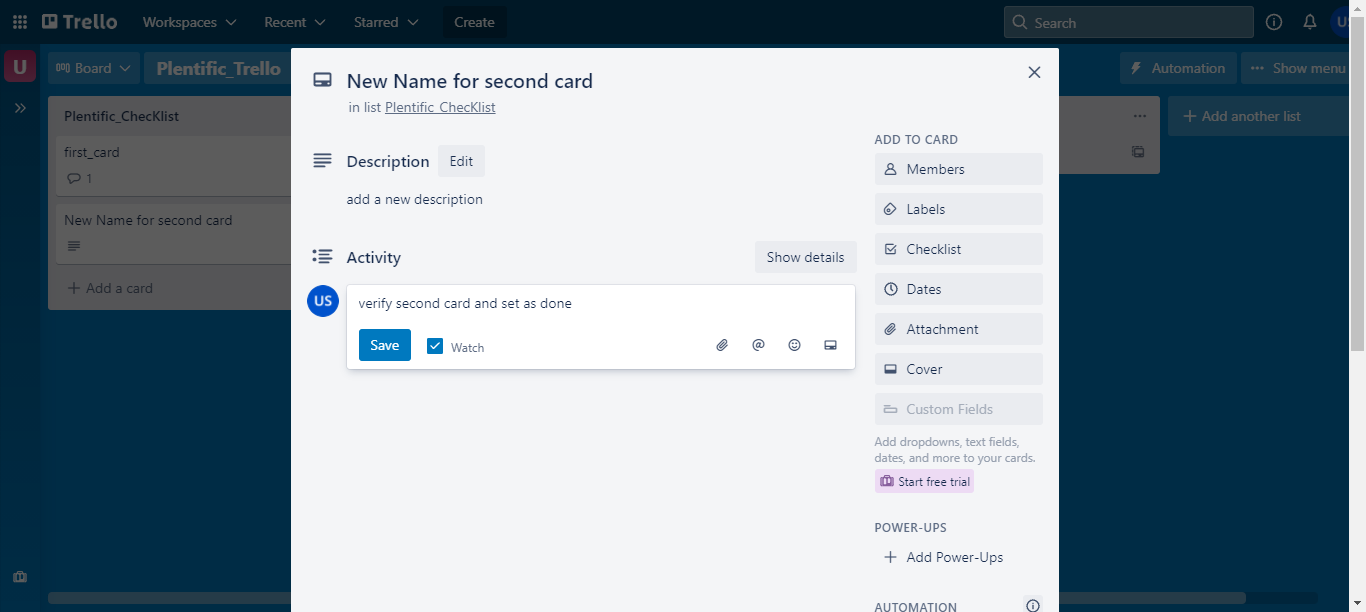 Trello
Workspaces
Recent
Starred
Create
Search
US
U
Board
Plentific_Trello
Automation
Show menu
Plentific_ChecKlist
first_card
1
New Name for second card
Add a card
Add another list
New Name for second card
in list Plentific_ChecKlist
Description
Edit
add a new description
Activity
Show details
US
verify second card and set as done
Save
Watch
ADD TO CARD
Members
Labels
Checklist
Dates
Attachment
Cover
Custom Fields
Add dropdowns, text fields,
dates, and more to your cards.
Start free trial
POWER-UPS
Add Power-Ups
AUTOMATION